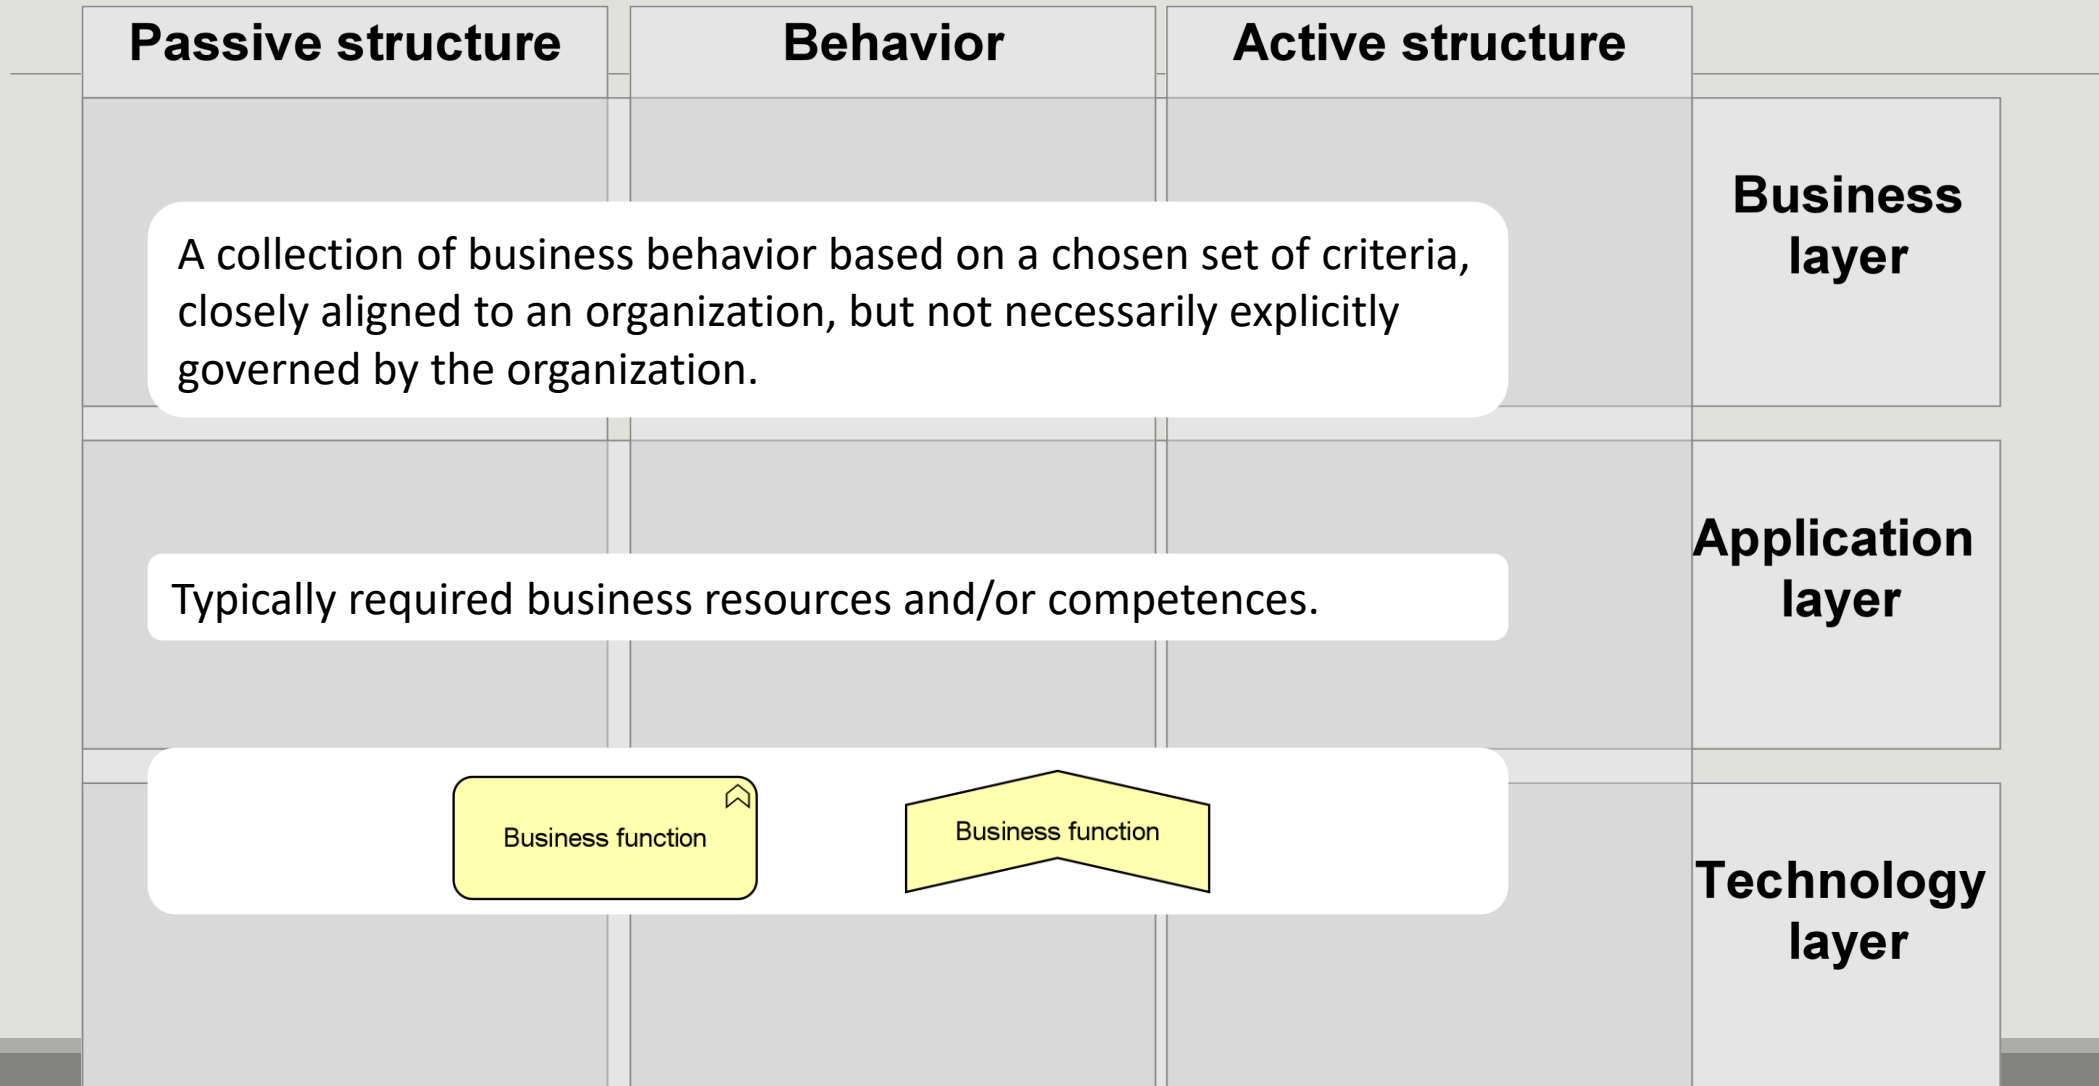 Passive structure
Behavior
Active structure
Business
layer
A collection of business behavior based on a chosen set of criteria,
closely aligned to an organization, but not necessarily explicitly
governed by the organization.
Application
layer
Typically required business resources and/or competences.
Business function
Business function
Technology
layer